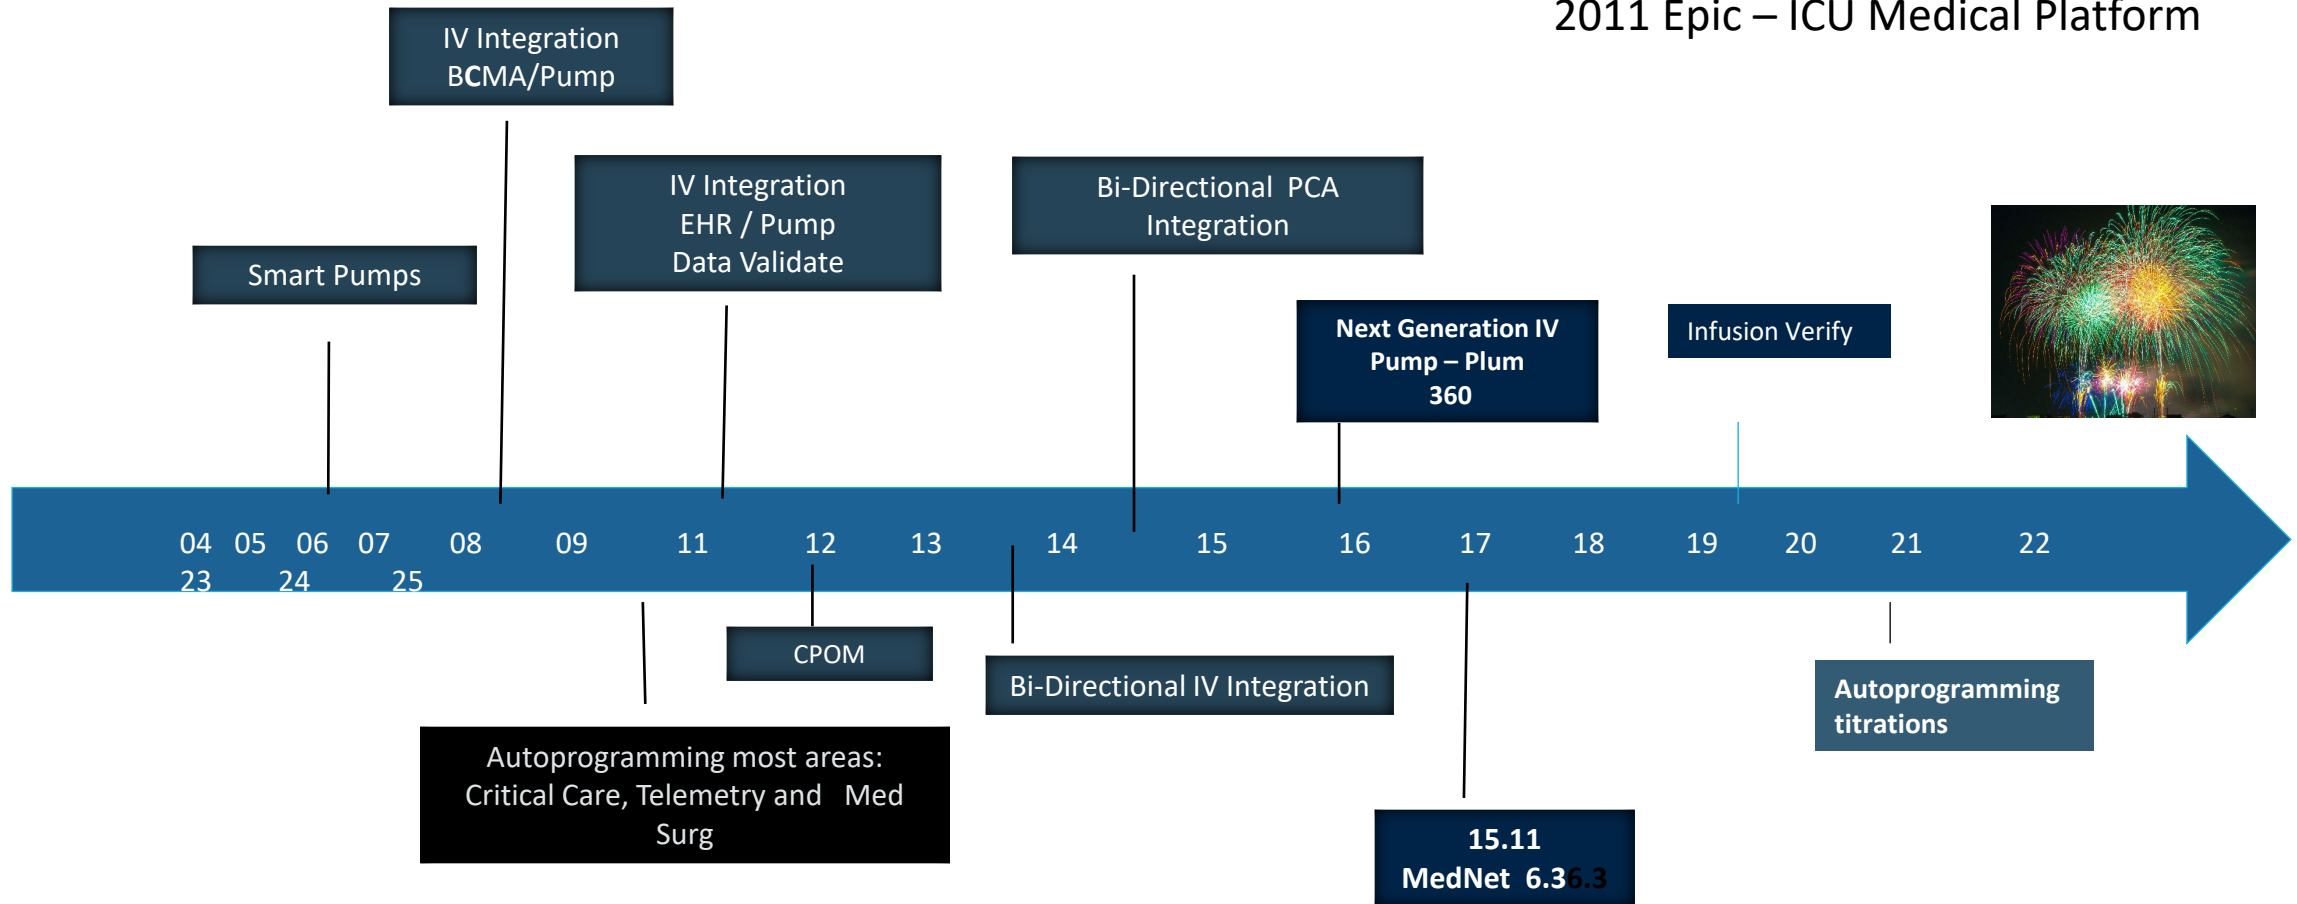 2011 Epic – ICU Medical Platform
IV Integration
BCMA/Pump
IV Integration
EHR / Pump
Data Validate
Bi-Directional PCA
Integration
Smart Pumps
Next Generation IV
Pump – Plum
360
Infusion Verify
04 05 06 07 08 09 11 12 13 14 15 16 17 18 19 20 21 22
23 24 25
CPOM
Bi-Directional IV Integration
Autoprogramming
titrations
Autoprogramming most areas:
Critical Care, Telemetry and Med
Surg
15.11
MedNet 6.36.3